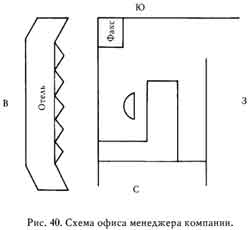 Ю
Факс
Отель
В
З
С
Рис. 40. Схема офиса менеджера компании.